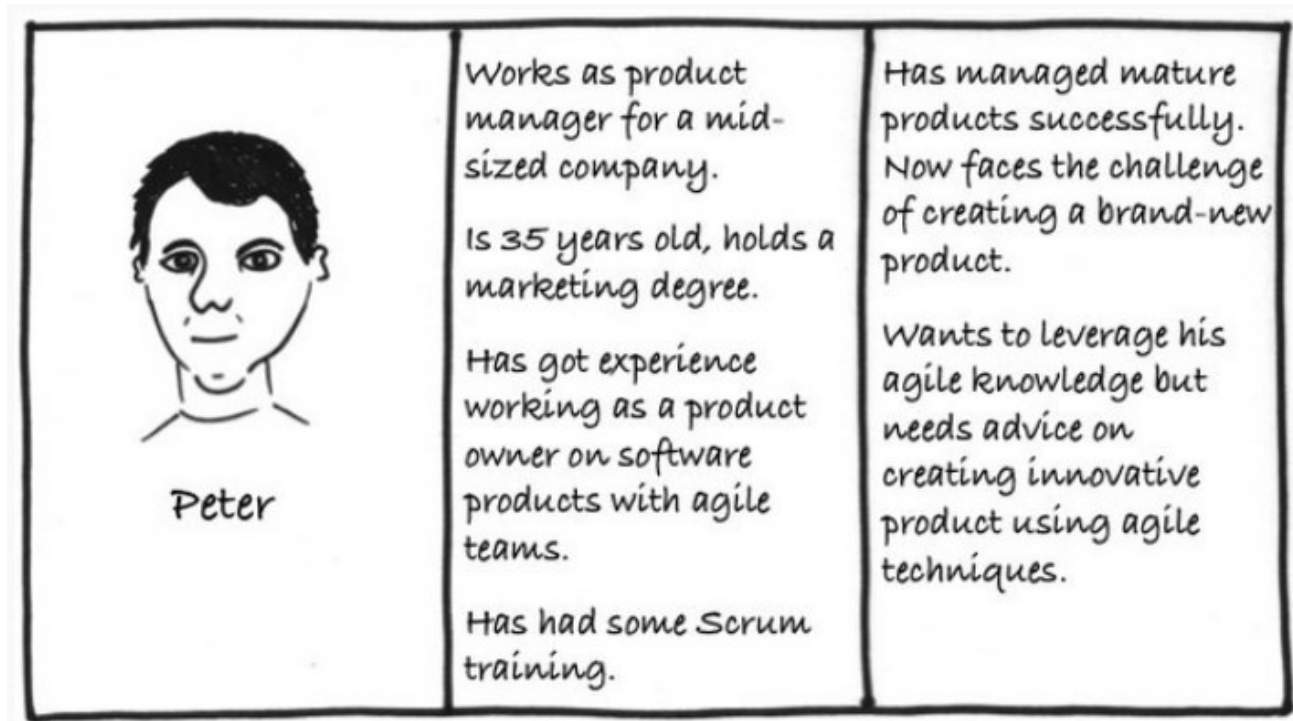 Peter
Works as product
manager for a mid-
sized company.
Is 35 years old, holds a
marketing degree.
Has got experience
working as a product
owner on software
products with agile
teams.
Has had some Scrum
training.
Has managed mature
products successfully.
Now faces the challenge
of creating a brand-new
product.
Wants to leverage his
agile knowledge but
needs advice on
creating innovative
product using agile
techniques.